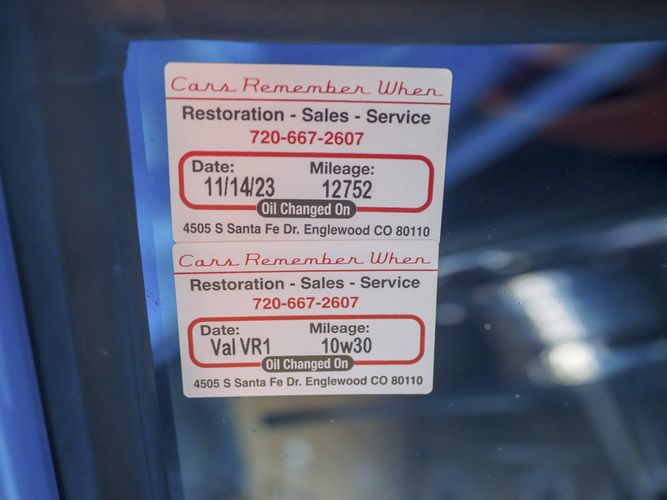 Cars Remember When
Restoration - Sales - Service
720-667-2607
Date: Mileage:
11/14/23 12752
Oil Changed On
4505 S Santa Fe Dr. Englewood CO 80110
Cars Remember When
Restoration - Sales - Service
720-667-2607
Date: Mileage:
Val VR1 10w30
Oil Changed On
4505 S Santa Fe Dr. Englewood CO 80110